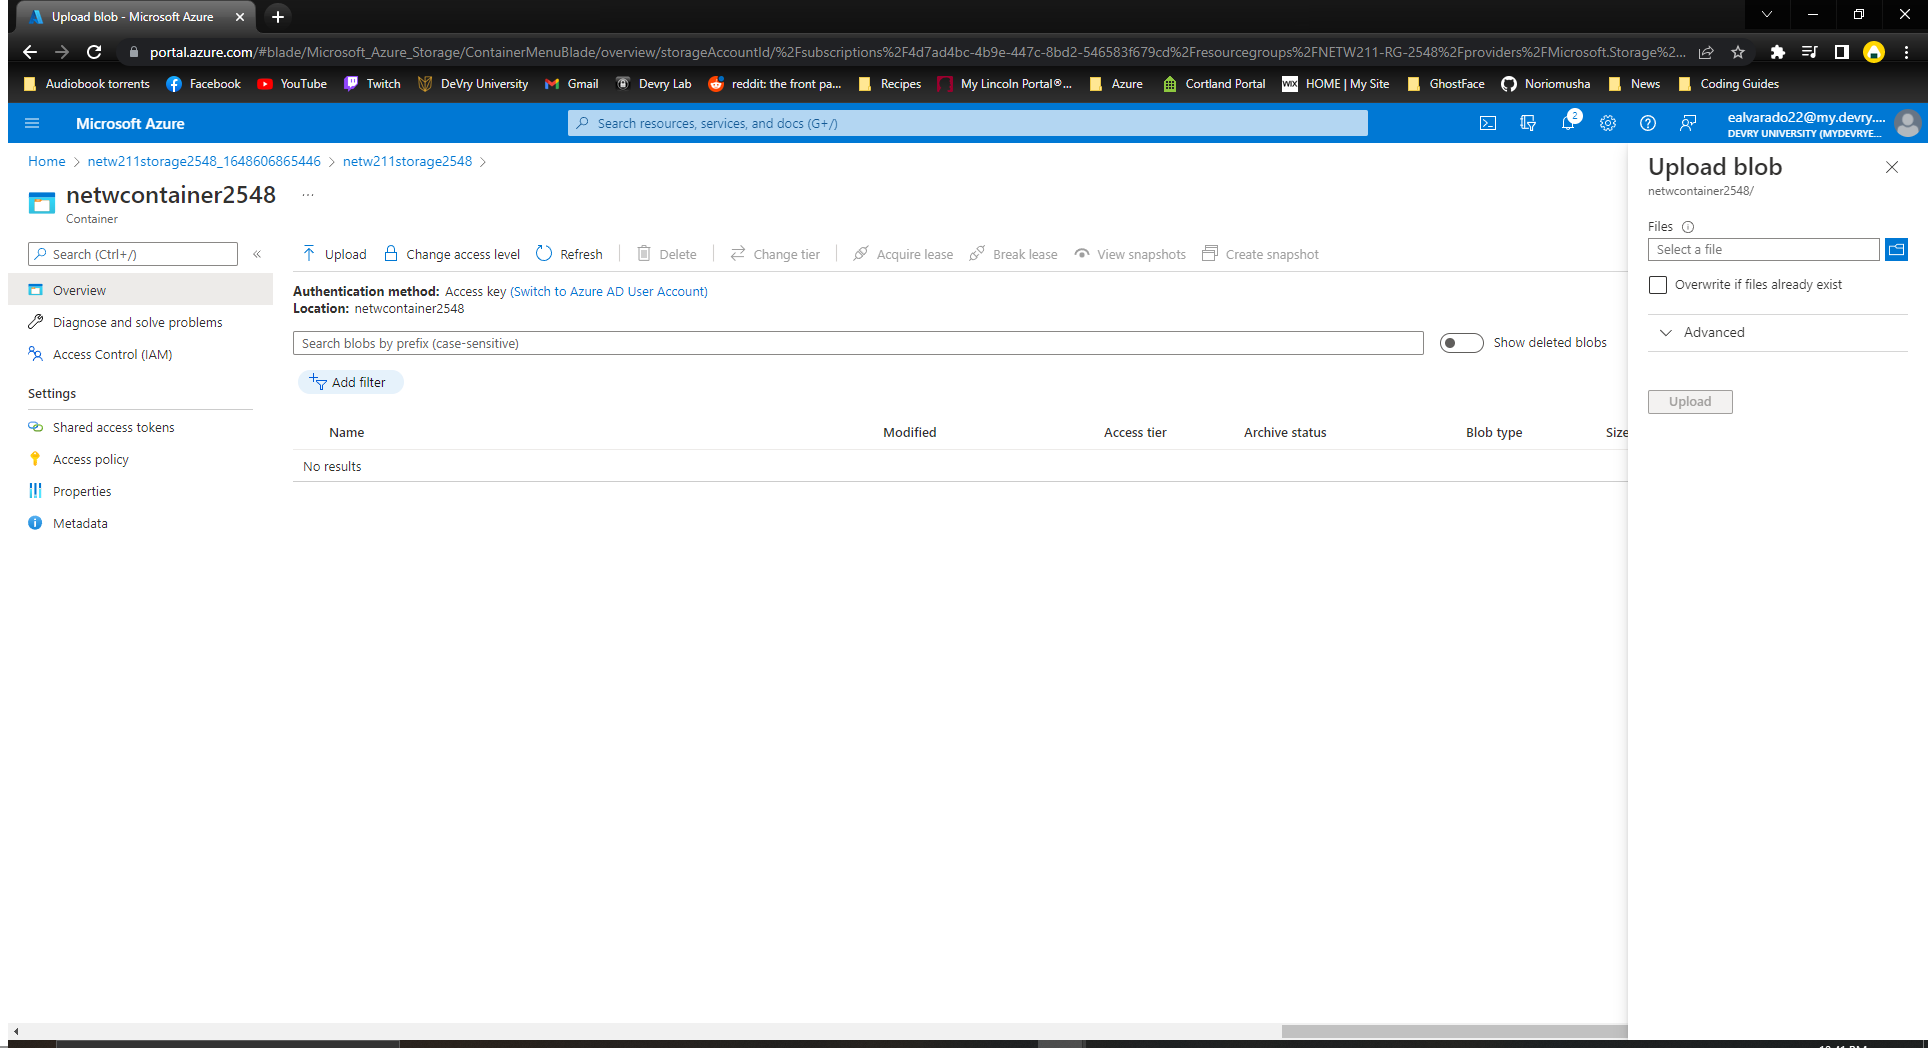 Upload blob - Microsoft Azure
portal.azure.com/#blade/Microsoft_Azure_Storage/ContainerMenuBlade/overview/storageAccountId/%2Fsubscriptions%2F4d7ad4bc-4b9e-447c-8bd2-546583f679cd%2Fresourcegroups%2FNETW211-RG-2548%2Fproviders%2FMicrosoft.Storage%2...
Audiobook torrents Facebook YouTube Twitch DeVry University Gmail Devry Lab reddit: the front pa... Recipes My Lincoln Portal®... Azure Cortland Portal WIX HOME | My Site GhostFace Noriomusha News Coding Guides
Microsoft Azure
Search resources, services, and docs (G+/)
2
ealvarado22@my.devry....
DEVRY UNIVERSITY (MYDEVRYE...
Home > netw211storage2548_1648606865446 > netw211storage2548 >
netwcontainer2548 ...
Container
Search (Ctrl+/) «
Overview
Diagnose and solve problems
Access Control (IAM)
Settings
Shared access tokens
Access policy
Properties
Metadata
Upload Change access level Refresh Delete Change tier Acquire lease Break lease View snapshots Create snapshot
Authentication method: Access key (Switch to Azure AD User Account)
Location: netwcontainer2548
Search blobs by prefix (case-sensitive)
Show deleted blobs
Add filter
Name Modified Access tier Archive status Blob type Size
No results
Upload blob
netwcontainer2548/
Files
Select a file
Overwrite if files already exist
Advanced
Upload